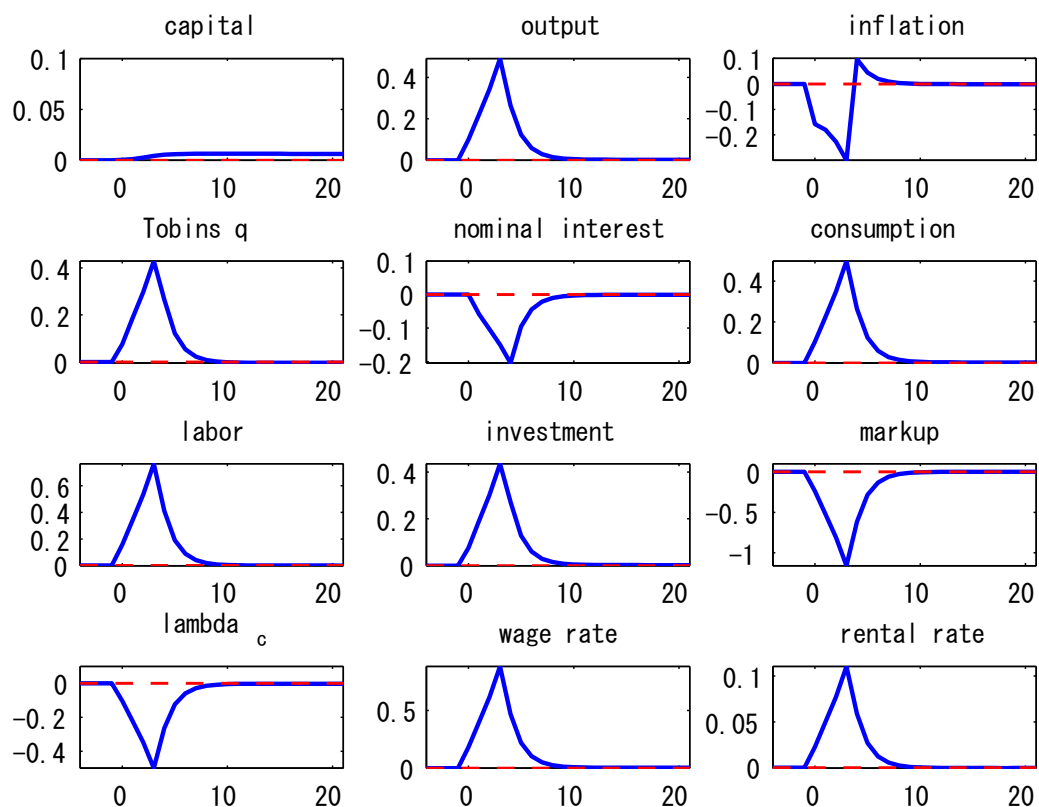 capital output inflation
0.1 0.1
0.4 0
0.05 0.2 -0.1
-0.2
0 0
0 10 20 0 10 20 0 10 20
Tobins q nominal interest consumption
0.4 0.1
0 0.4
0.2 -0.1 0.2
0 -0.2 0
0 10 20 0 10 20 0 10 20
labor investment markup
0.6 0.4 0
0.4 0.2 -0.5
0.2
0 0 -1
0 10 20 0 10 20 0 10 20
lambda c wage rate rental rate
0 0.1
-0.2 0.5 0.05
-0.4
0 0
0 10 20 0 10 20 0 10 20